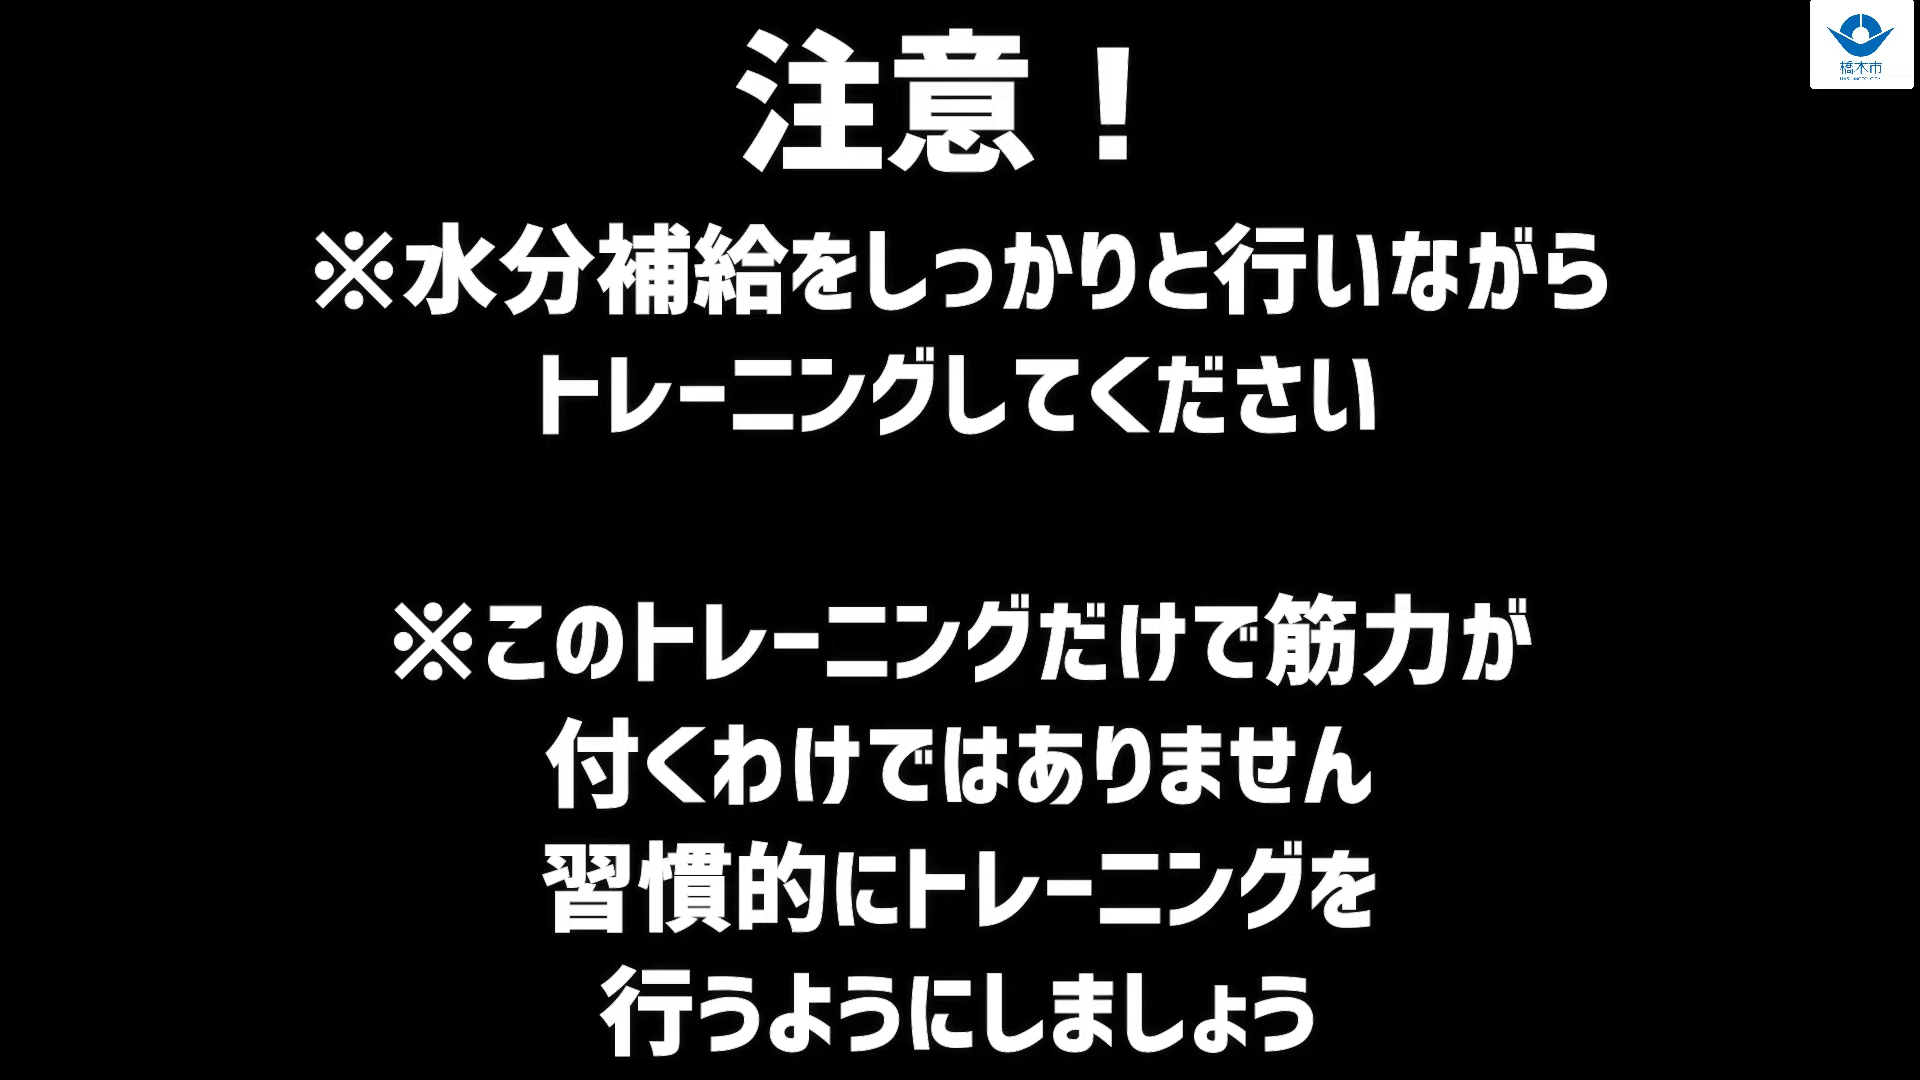 橋本市
注意！
※水分補給をしっかりと行いながら
トレーニングしてください
※このトレーニングだけで筋力が
付くわけではありません
習慣的にトレーニングを
行うようにしましょう